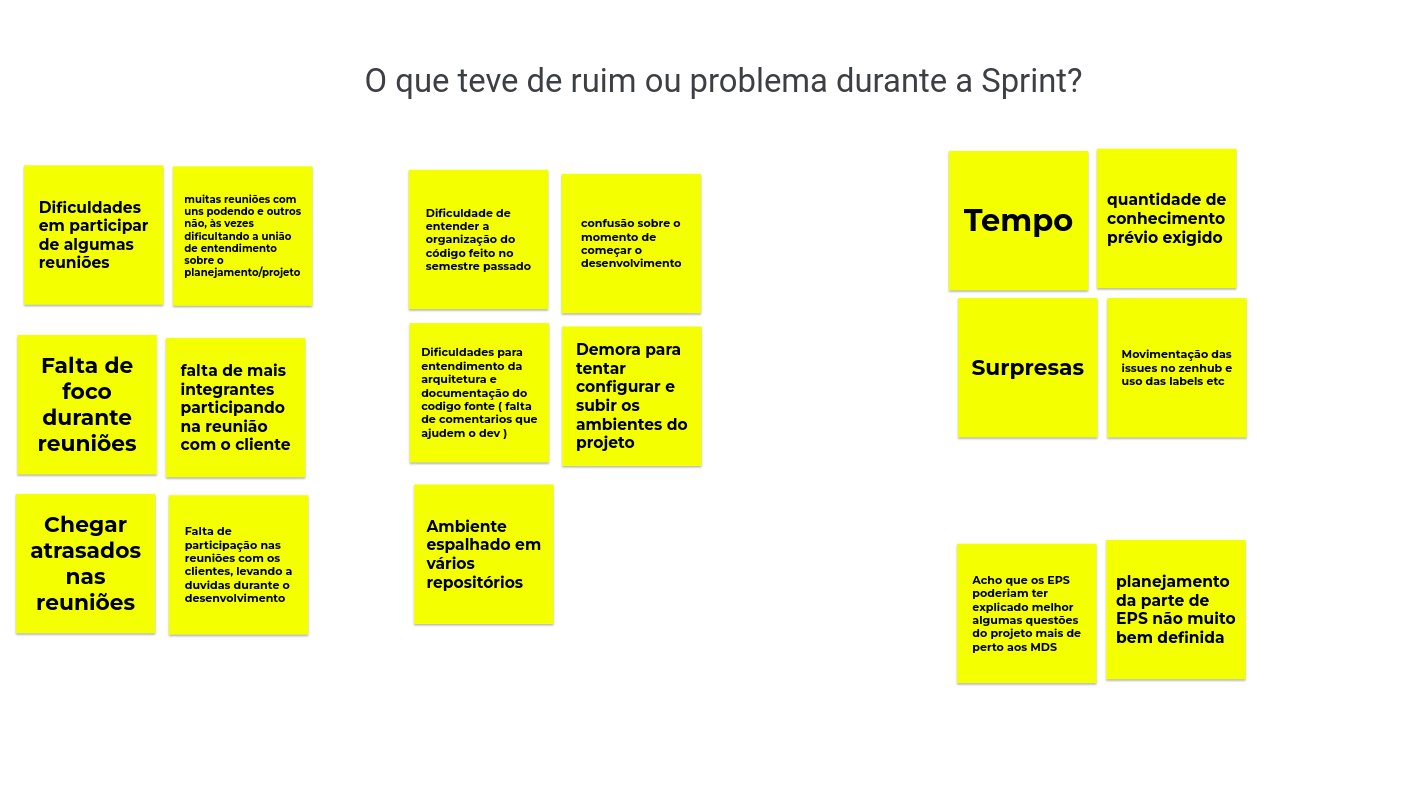 O que teve de ruim ou problema durante a Sprint?
Dificuldades
em participar
de algumas
reuniões
muitas reuniões com
uns podendo e outros
não, às vezes
dificultando a união
de entendimento
sobre o
planejamento/projeto
Falta de
foco
durante
reuniões
falta de mais
integrantes
participando
na reunião
com o cliente
Chegar
atrasados
nas
reuniões
Falta de
participação nas
reuniões com os
clientes, levando a
duvidas durante o
desenvolvimento
Dificuldade de
entender a
organização do
código feito no
semestre passado
confusão sobre o
momento de
começar o
desenvolvimento
Dificuldades para
entendimento da
arquitetura e
documentação do
codigo fonte ( falta
de comentarios que
ajudem o dev )
Demora para
tentar
configurar e
subir os
ambientes do
projeto
Ambiente
espalhado em
vários
repositórios
Tempo
quantidade de
conhecimento
prévio exigido
Surpresas
Movimentação das
issues no zenhub e
uso das labels etc
Acho que os EPS
poderiam ter
explicado melhor
algumas questões
do projeto mais de
perto aos MDS
planejamento
da parte de
EPS não muito
bem definida